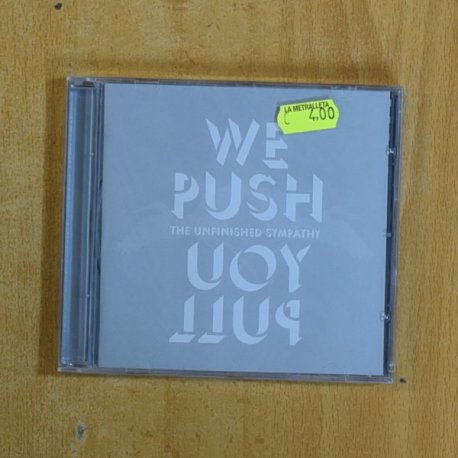 LA METRALLETA
€ 4,00
WE
PUSH
THE UNFINISHED SYMPATHY
YOU
PULL